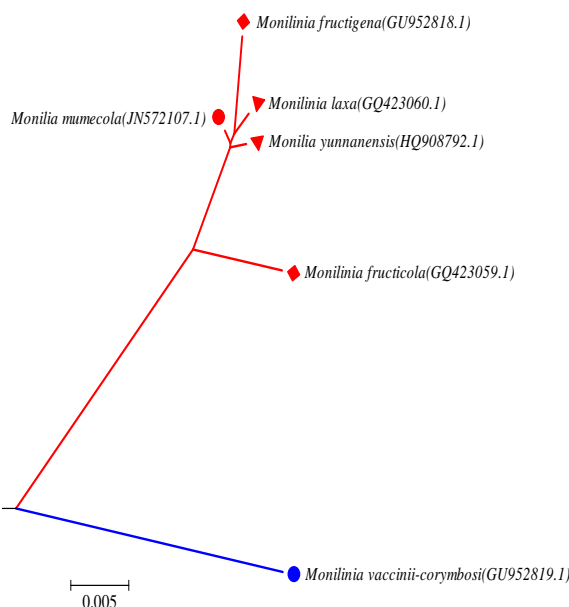 Monilinia fructigena(GU952818.1)
Monilinia laxa(GQ423060.1)
Monilia mumecola(JN572107.1)
Monilia yunnanensis(HQ908792.1)
Monilinia fructicola(GQ423059.1)
Monilinia vaccinii-corymbosi(GU952819.1)
0.005